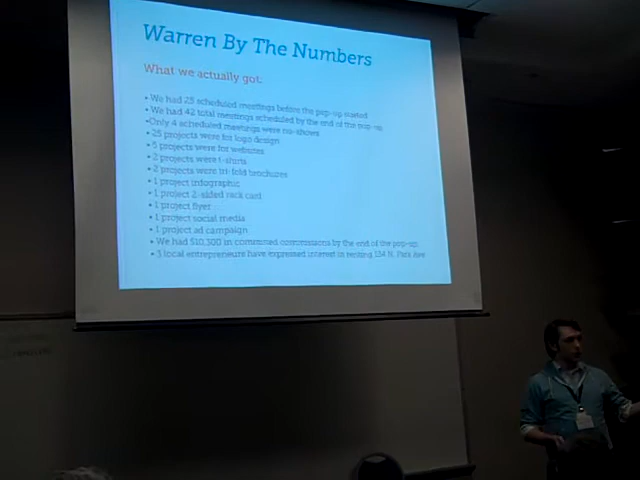 Warren By The Numbers
What we actually got:
• We had 25 scheduled meetings before the pop-up started
• We had 42 total meetings scheduled by the end of the pop-up
• Only 4 scheduled meetings were no-shows
• 25 projects were for logo design
• 5 projects were for websites
• 2 projects were t-shirts
• 2 projects were tri-fold brochures
• 1 project infographic
• 1 project 2-sided rack card
• 1 project flyer
• 1 project social media
• 1 project ad campaign
• We had $10,300 in combined commissions by the end of the pop-up
• 3 local entrepreneurs have expressed interest in renting 134 N. Park Ave